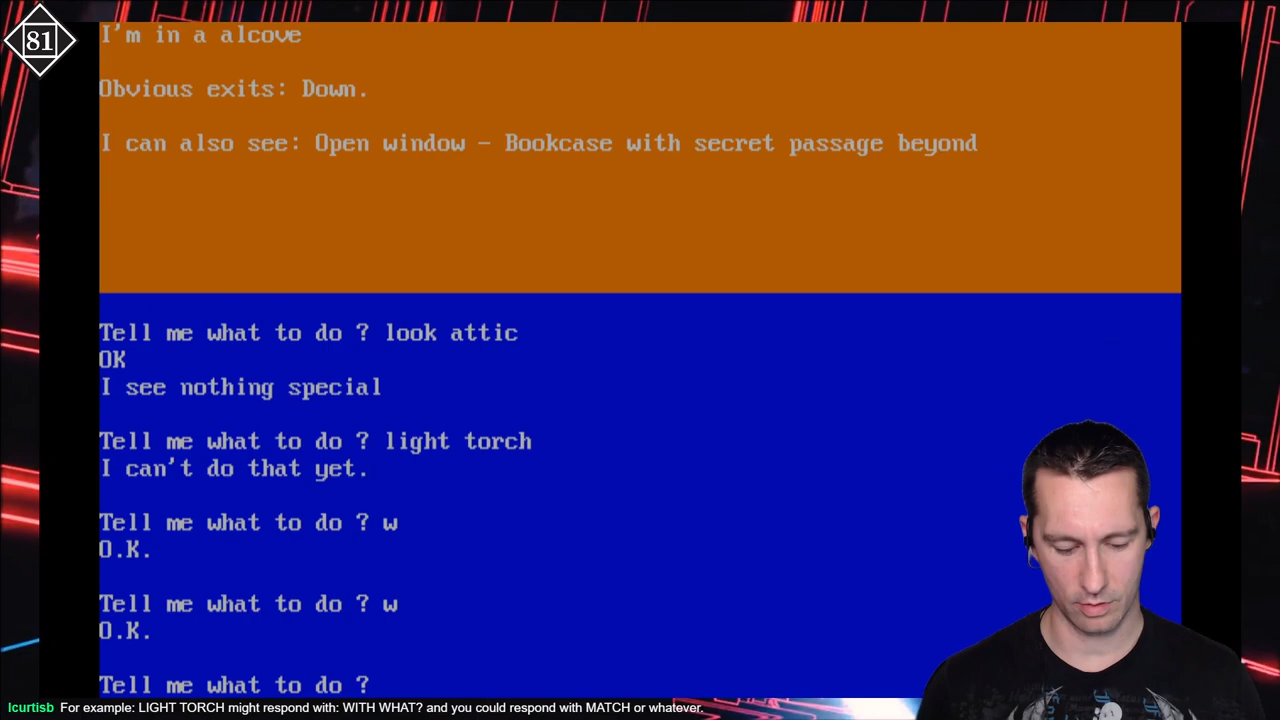 81
I'm in a alcove
Obvious exits: Down.
I can also see: Open window - Bookcase with secret passage beyond
Tell me what to do ? look attic
OK
I see nothing special
Tell me what to do ? light torch
I can't do that yet.
Tell me what to do ? w
O.K.
Tell me what to do ? w
O.K.
Tell me what to do ?
lcurtisb For example: LIGHT TORCH might respond with: WITH WHAT? and you could respond with MATCH or whatever.